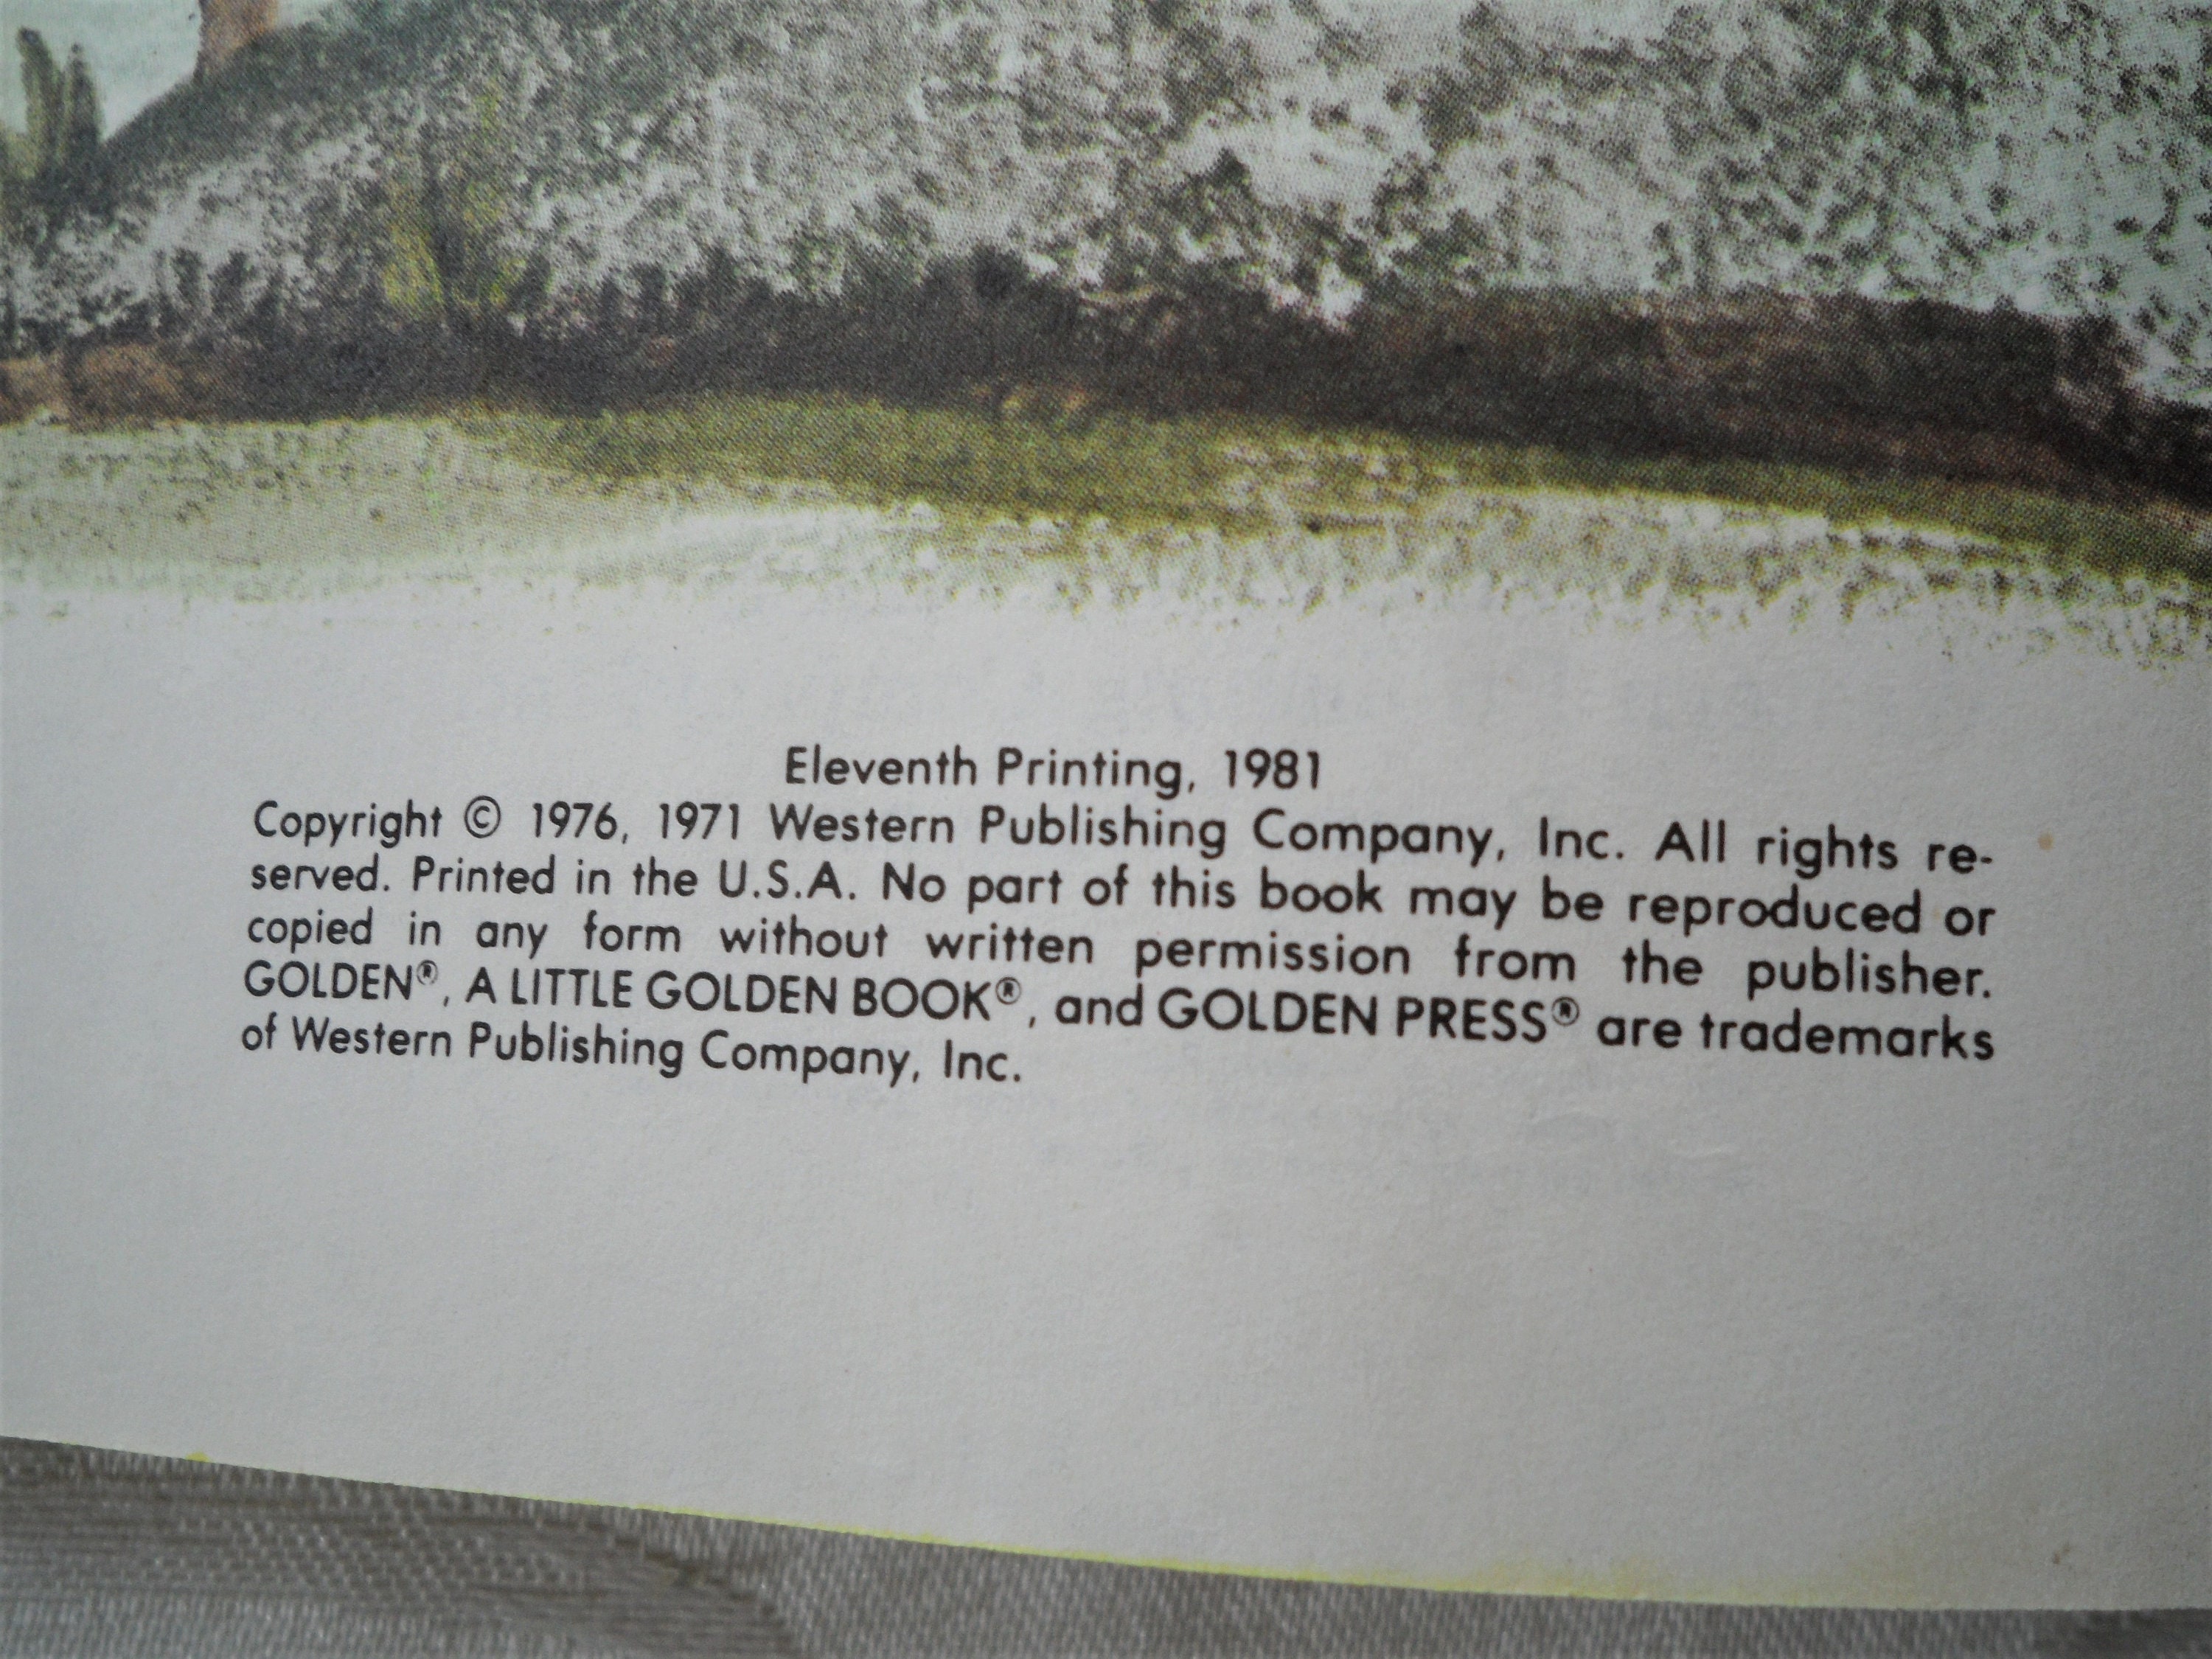 Eleventh Printing, 1981
Copyright © 1976, 1971 Western Publishing Company, Inc. All rights re-
served. Printed in the U.S.A. No part of this book may be reproduced or
copied in any form without written permission from the publisher.
GOLDEN®, A LITTLE GOLDEN BOOK®, and GOLDEN PRESS® are trademarks
of Western Publishing Company, Inc.